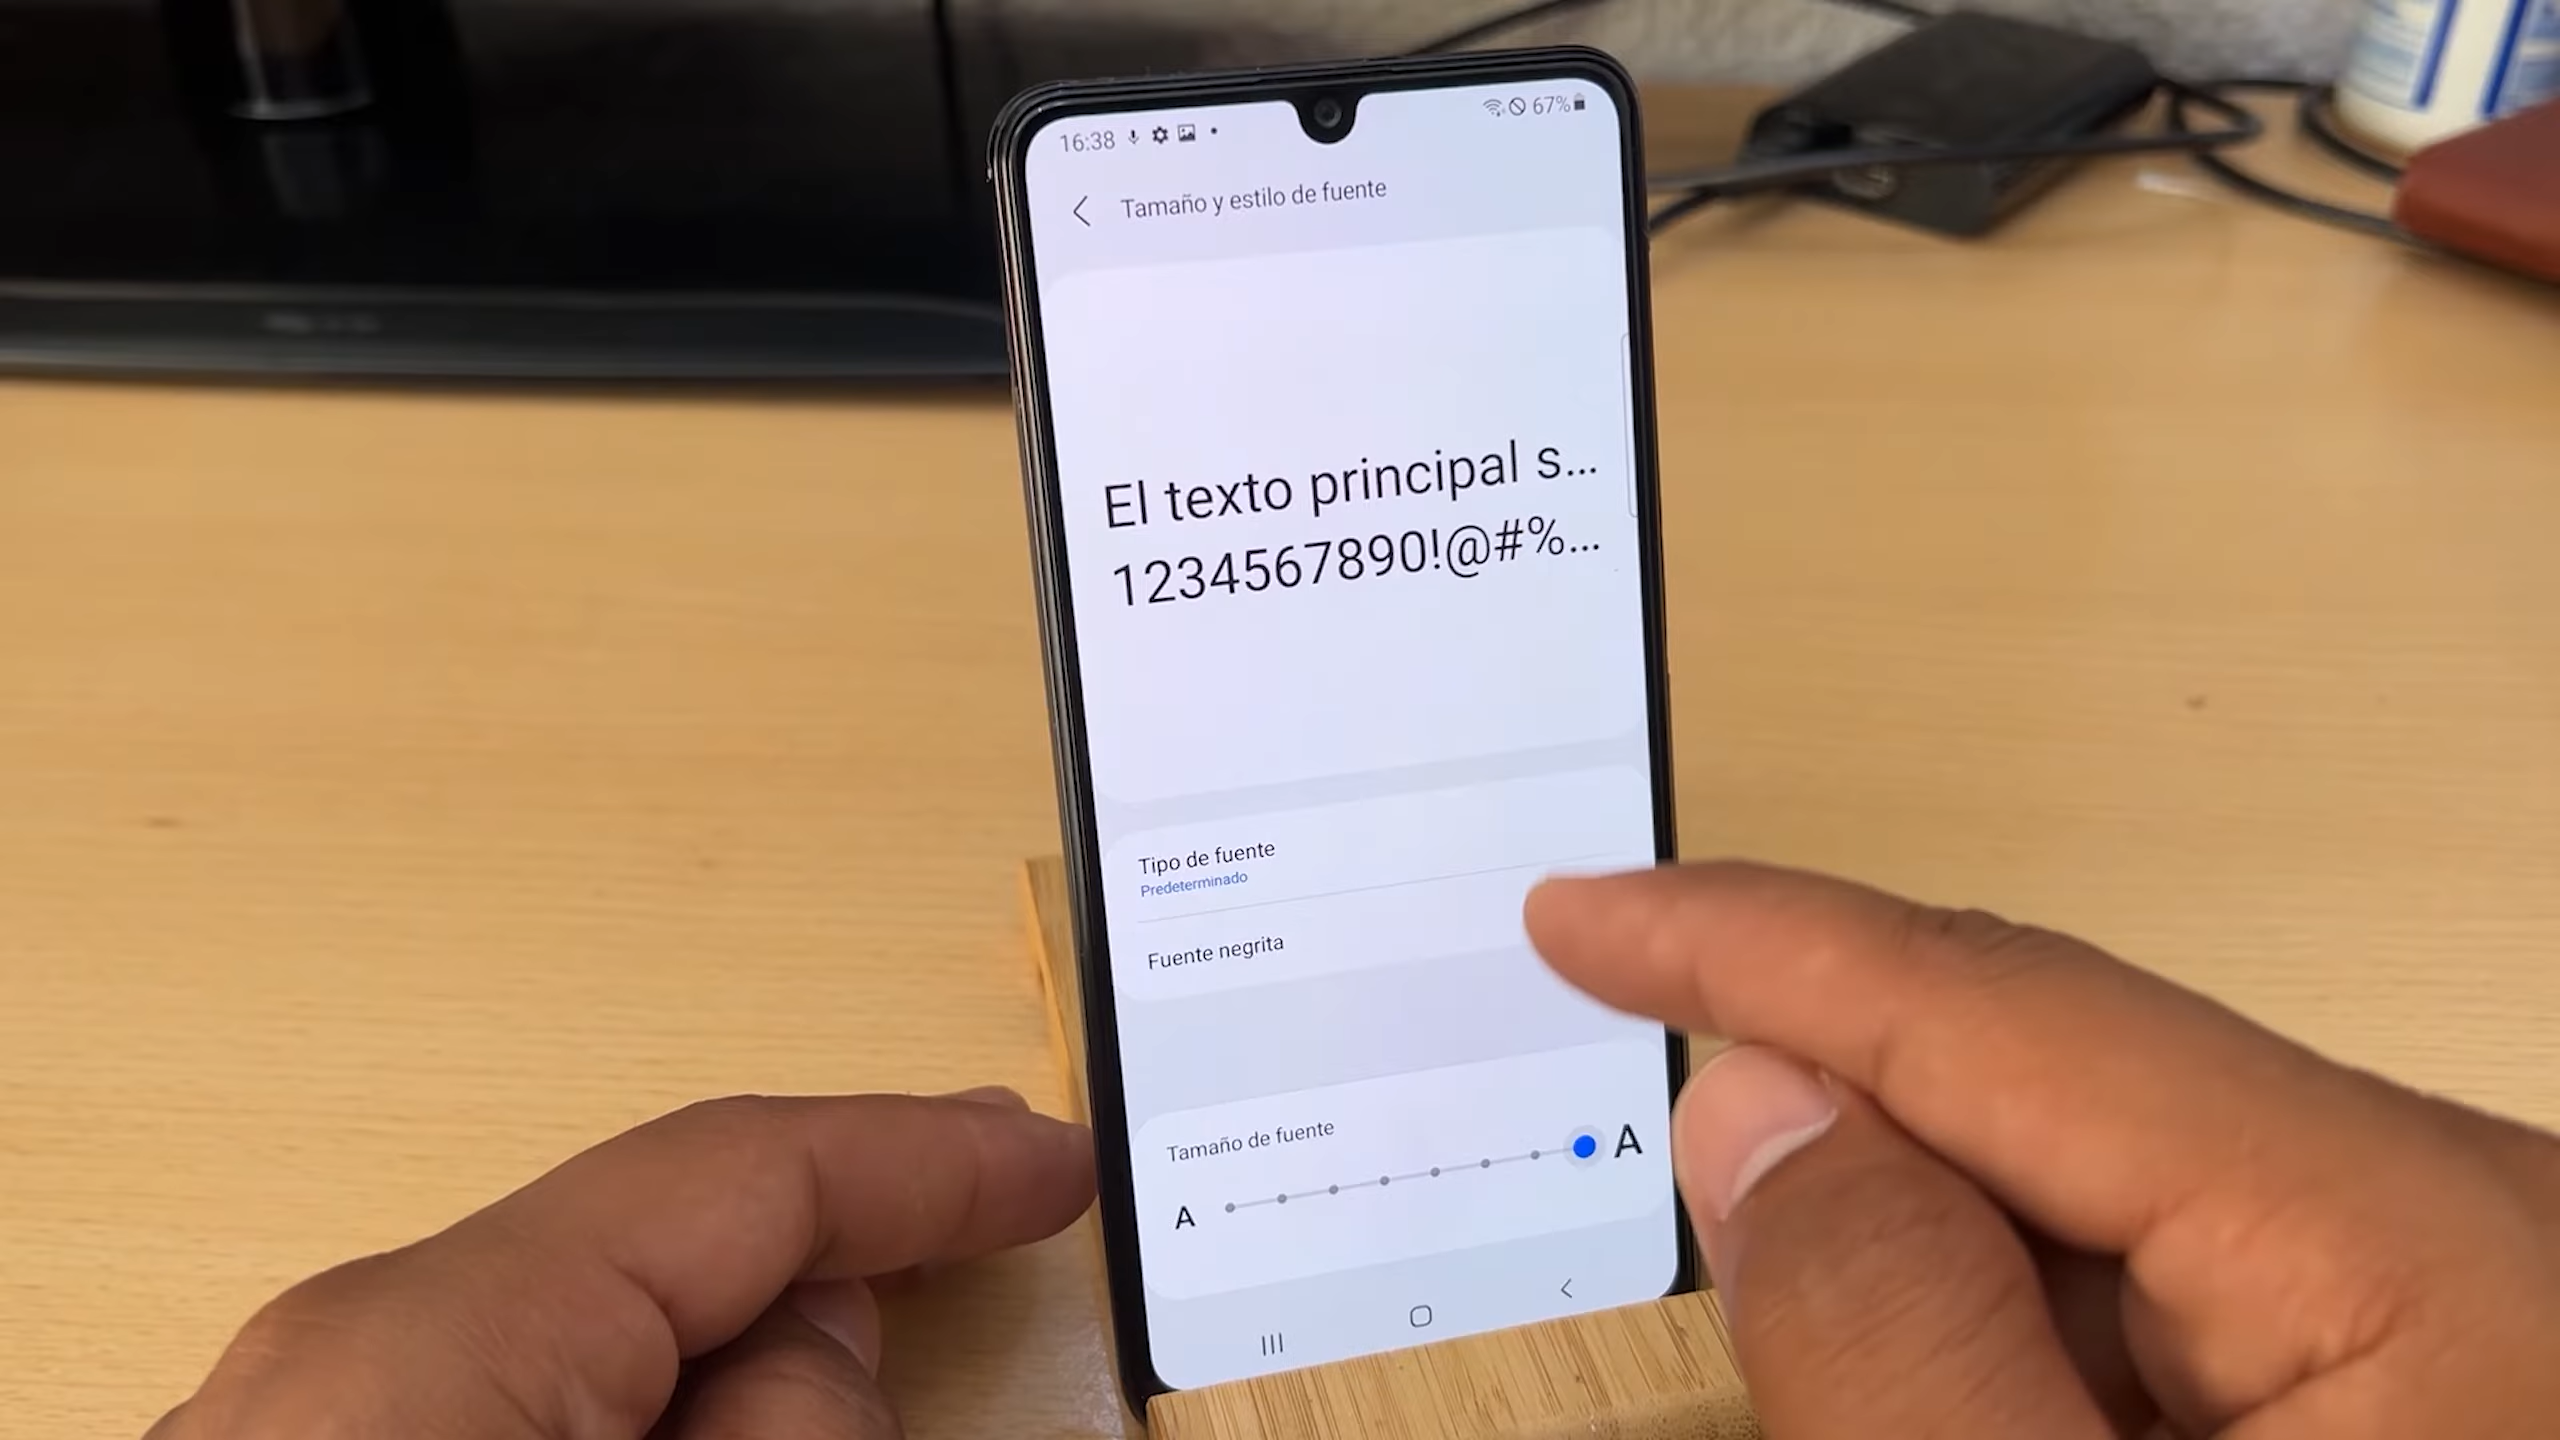 16:38 67%
Tamaño y estilo de fuente
El texto principal s...
1234567890!@#%...
Tipo de fuente
Predeterminado
Fuente negrita
Tamaño de fuente
A A